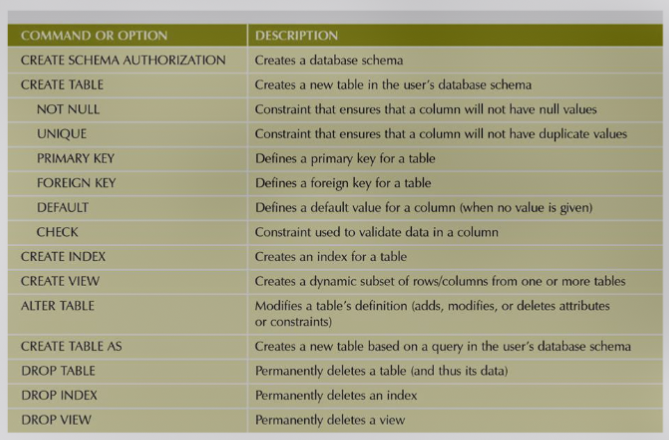 COMMAND OR OPTION DESCRIPTION
CREATE SCHEMA AUTHORIZATION Creates a database schema
CREATE TABLE Creates a new table in the user's database schema
NOT NULL Constraint that ensures that a column will not have null values
UNIQUE Constraint that ensures that a column will not have duplicate values
PRIMARY KEY Defines a primary key for a table
FOREIGN KEY Defines a foreign key for a table
DEFAULT Defines a default value for a column (when no value is given)
CHECK Constraint used to validate data in a column
CREATE INDEX Creates an index for a table
CREATE VIEW Creates a dynamic subset of rows/columns from one or more tables
ALTER TABLE Modifies a table's definition (adds, modifies, or deletes attributes
or constraints)
CREATE TABLE AS Creates a new table based on a query in the user's database schema
DROP TABLE Permanently deletes a table (and thus its data)
DROP INDEX Permanently deletes an index
DROP VIEW Permanently deletes a view